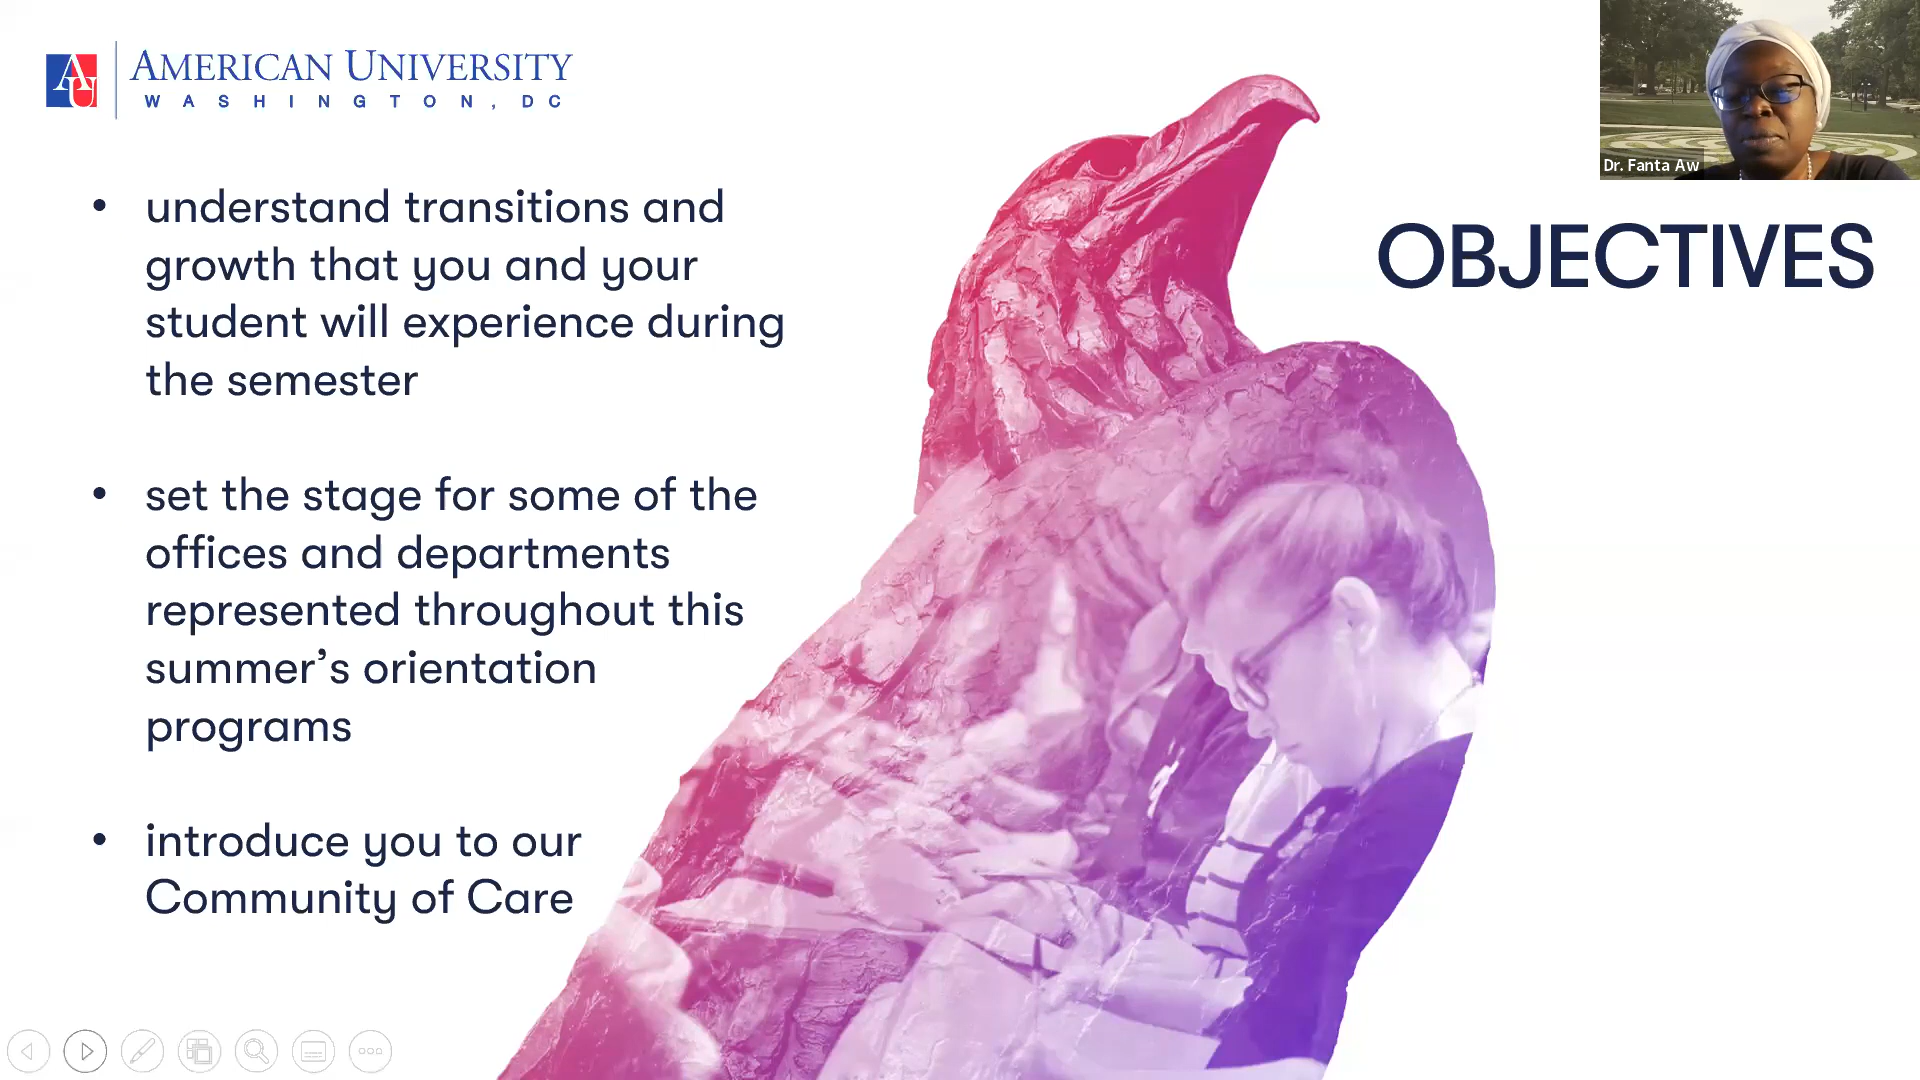 AU
AMERICAN UNIVERSITY
WASHINGTON, DC
Dr. Fanta Aw
OBJECTIVES
• understand transitions and
growth that you and your
student will experience during
the semester
• set the stage for some of the
offices and departments
represented throughout this
summer’s orientation
programs
• introduce you to our
Community of Care